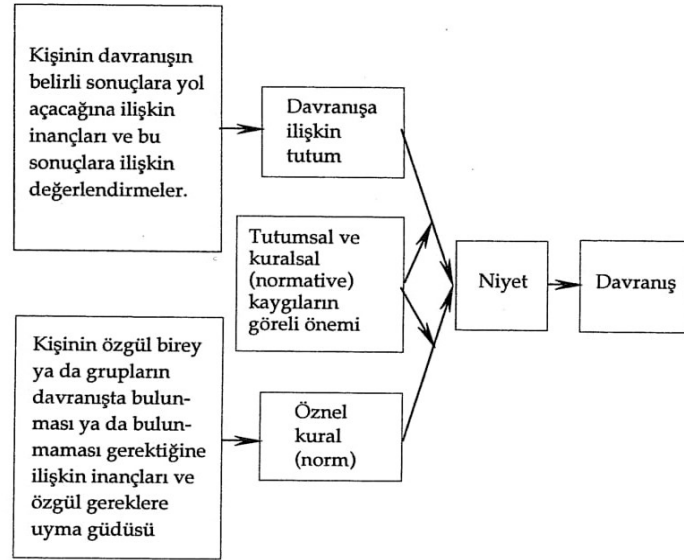 Kişinin davranışın
belirli sonuçlara yol
açacağına ilişkin
inançları ve bu
sonuçlara ilişkin
değerlendirmeler.
Davranışa
ilişkin
tutum
Tutumsal ve
kuralsal
(normative)
kaygıların
göreli önemi
Niyet
Davranış
Kişinin özgül birey
ya da grupların
davranışta bulun-
ması ya da bulun-
maması gerektiğine
ilişkin inançları ve
özgül gereklere
uyma güdüsü
Öznel
kural
(norm)